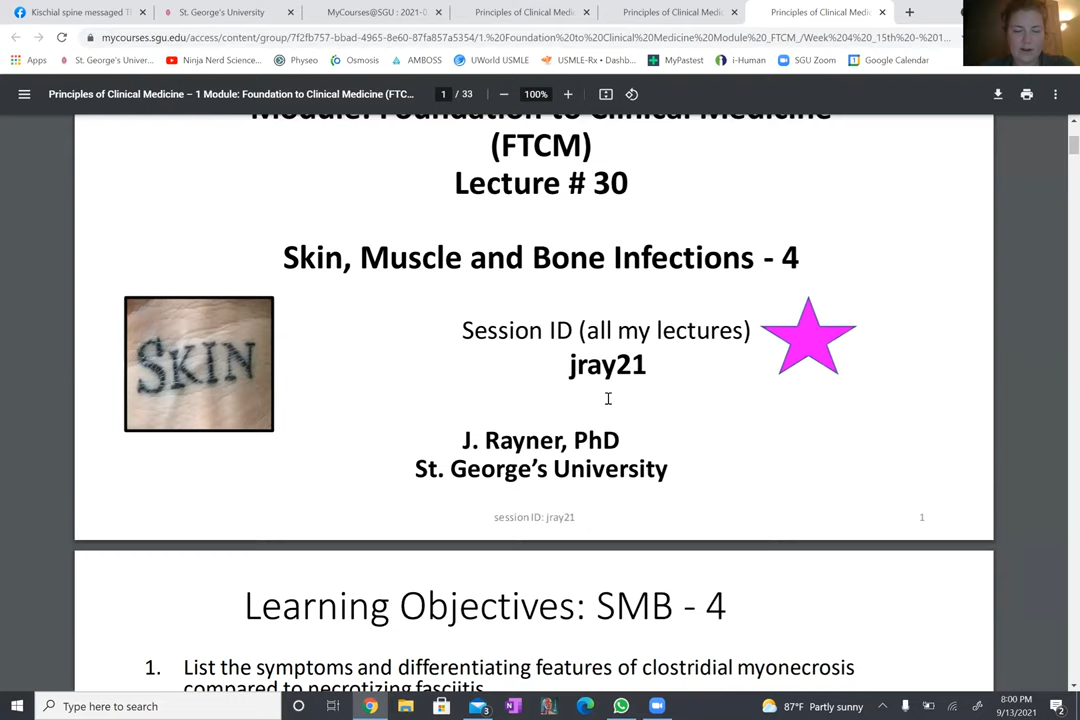 Kischial spine messaged T
St. George's University
MyCourses@SGU : 2021-0
Principles of Clinical Medic
Principles of Clinical Medic
Principles of Clinical Medic
mycourses.sgu.edu/access/content/group/7f2fb757-bbad-4965-8e60-87fa857a5354/1.%20Foundation%20to%20Clinical%20Medicine%20Module%20_FTCM_/Week%204%20_15th%20-%201...
Apps
St. George's Univer...
Ninja Nerd Science...
Physeo
Osmosis
AMBOSS
UWorld USMLE
USMLE-Rx • Dashb...
MyPastest
i-Human
SGU Zoom
Google Calendar
Principles of Clinical Medicine – 1 Module: Foundation to Clinical Medicine (FTC...
1 / 33
100%
Module: Foundation to Clinical Medicine
(FTCM)
Lecture # 30
Skin, Muscle and Bone Infections - 4
SKIN
Session ID (all my lectures)
jray21
J. Rayner, PhD
St. George's University
session ID: jray21
1
Learning Objectives: SMB - 4
1. List the symptoms and differentiating features of clostridial myonecrosis
compared to necrotizing fasciitis
Type here to search
3
87°F Partly sunny
8:00 PM
9/13/2021
2